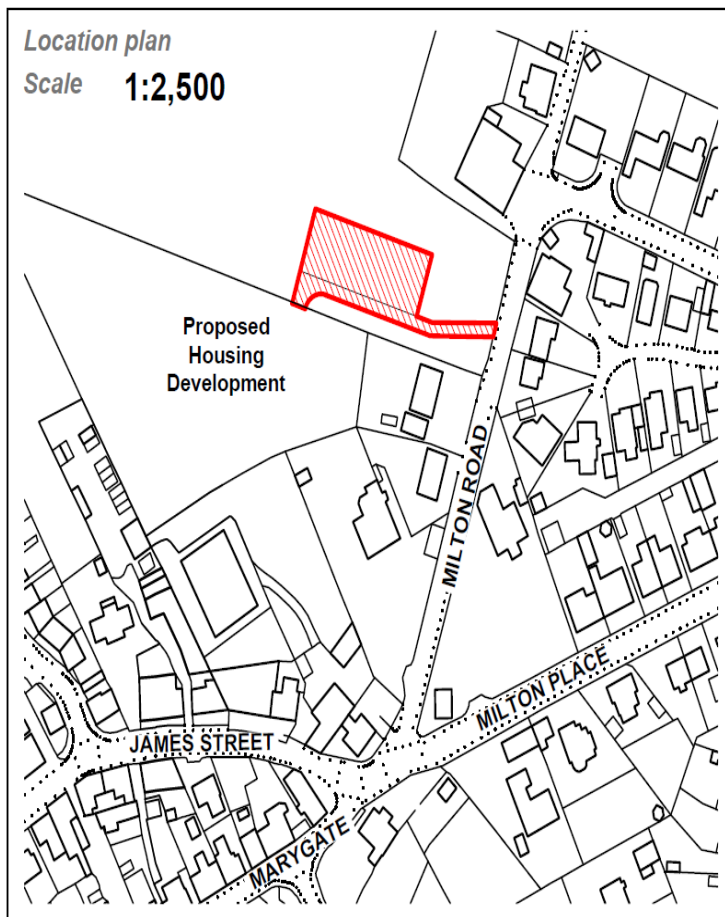 Location plan
Scale 1:2,500
Proposed
Housing
Development
MILTON ROAD
MILTON PLACE
JAMES STREET
MARYGATE